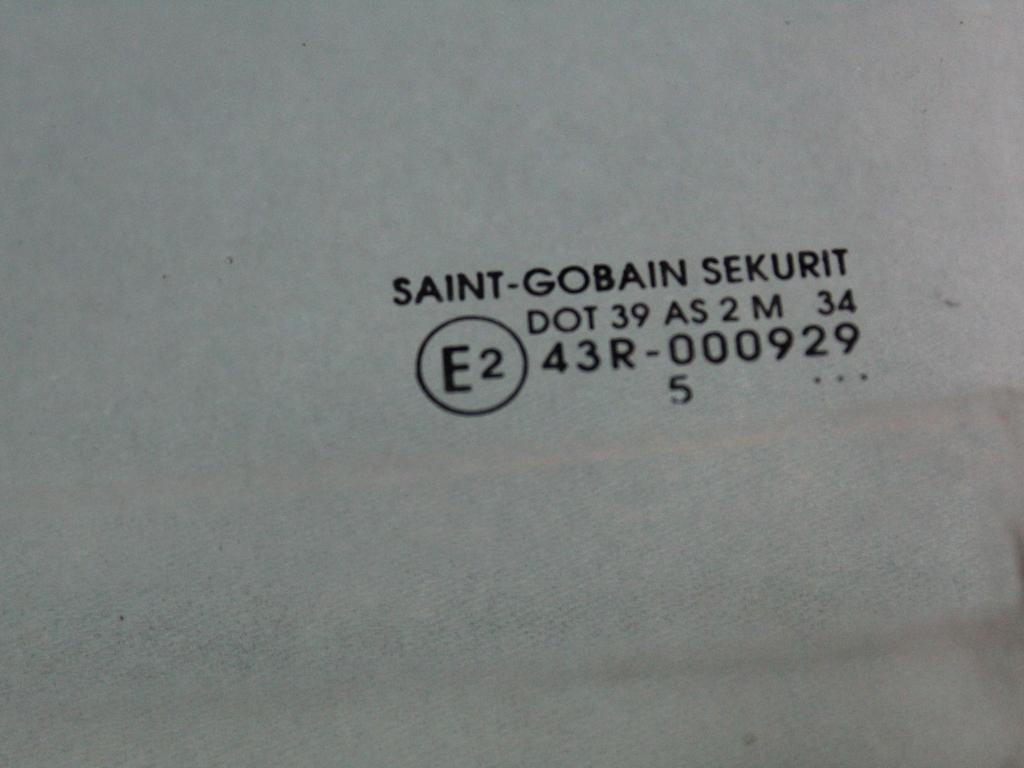 SAINT-GOBAIN SEKURIT
DOT 39 AS 2 M 34
E2 43R-000929
5 ...